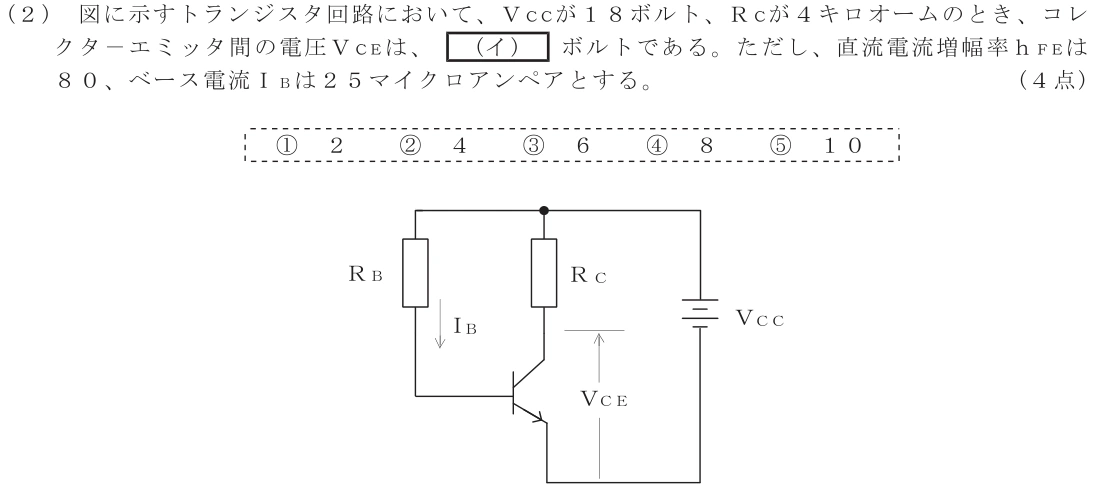 （２） 図に示すトランジスタ回路において、Ｖccが１８ボルト、Ｒcが４キロオームのとき、コレ
クタ－エミッタ間の電圧ＶCEは、 （イ） ボルトである。ただし、直流電流増幅率ｈFEは
８０、ベース電流ＩBは２５マイクロアンペアとする。 （４点）
① ２ ② ４ ③ ６ ④ ８ ⑤ １０
ＲB
ＲC
ＩB
ＶCC
ＶCE